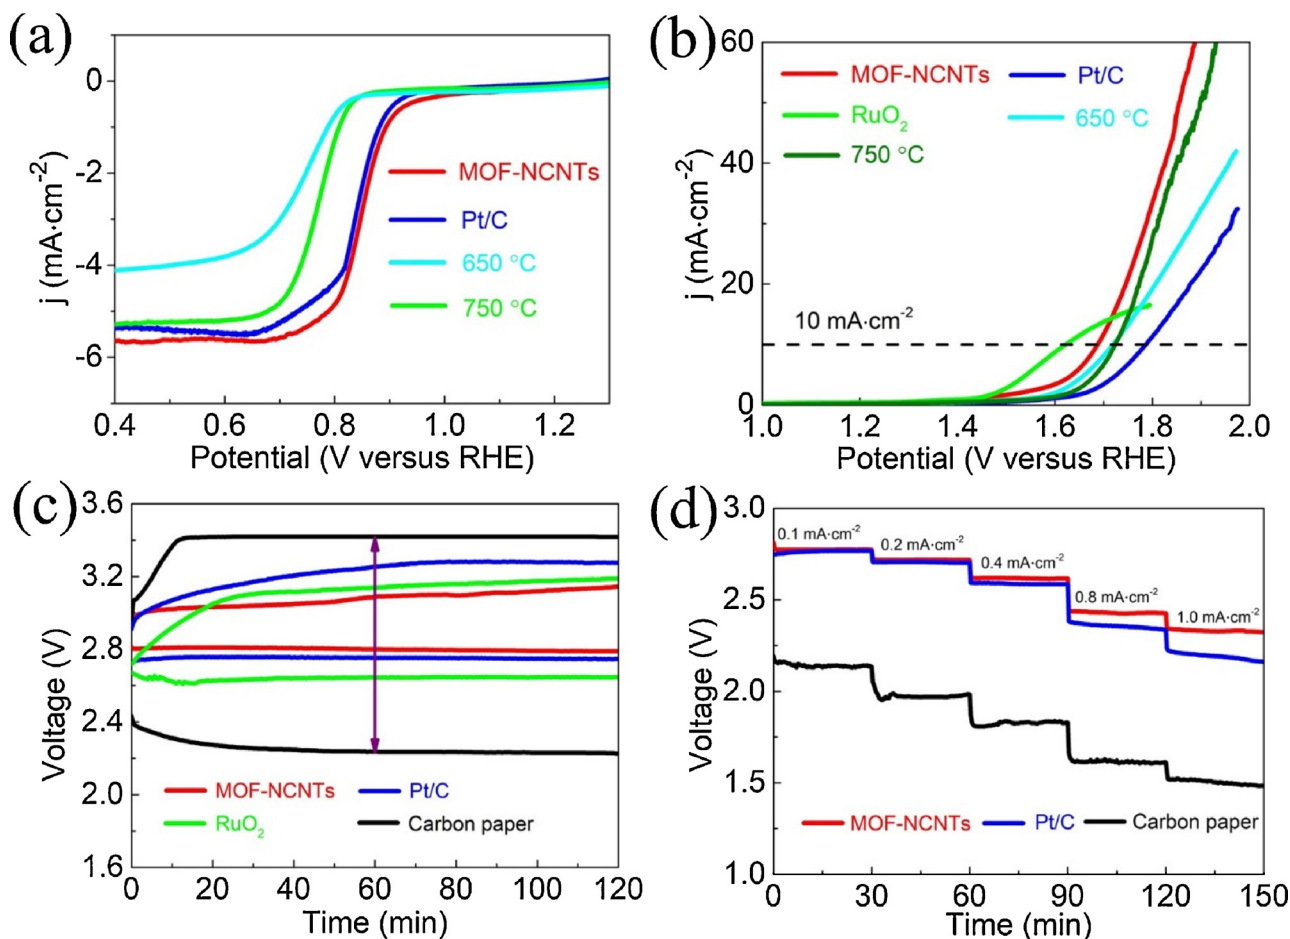 (a)
0
-2
-4
-6
j (mA·cm⁻²)
MOF-NCNTs
Pt/C
650 °C
750 °C
0.4 0.6 0.8 1.0 1.2
Potential (V versus RHE)
(b)
60
40
20
0
j (mA·cm⁻²)
MOF-NCNTs Pt/C
RuO₂ 650 °C
750 °C
10 mA·cm⁻²
1.0 1.2 1.4 1.6 1.8 2.0
Potential (V versus RHE)
(c)
3.6
3.2
2.8
2.4
2.0
1.6
Voltage (V)
MOF-NCNTs Pt/C
RuO₂ Carbon paper
0 20 40 60 80 100 120
Time (min)
(d)
3.0
2.5
2.0
1.5
1.0
Voltage (V)
0.1 mA·cm⁻²
0.2 mA·cm⁻²
0.4 mA·cm⁻²
0.8 mA·cm⁻²
1.0 mA·cm⁻²
MOF-NCNTs Pt/C Carbon paper
0 30 60 90 120 150
Time (min)